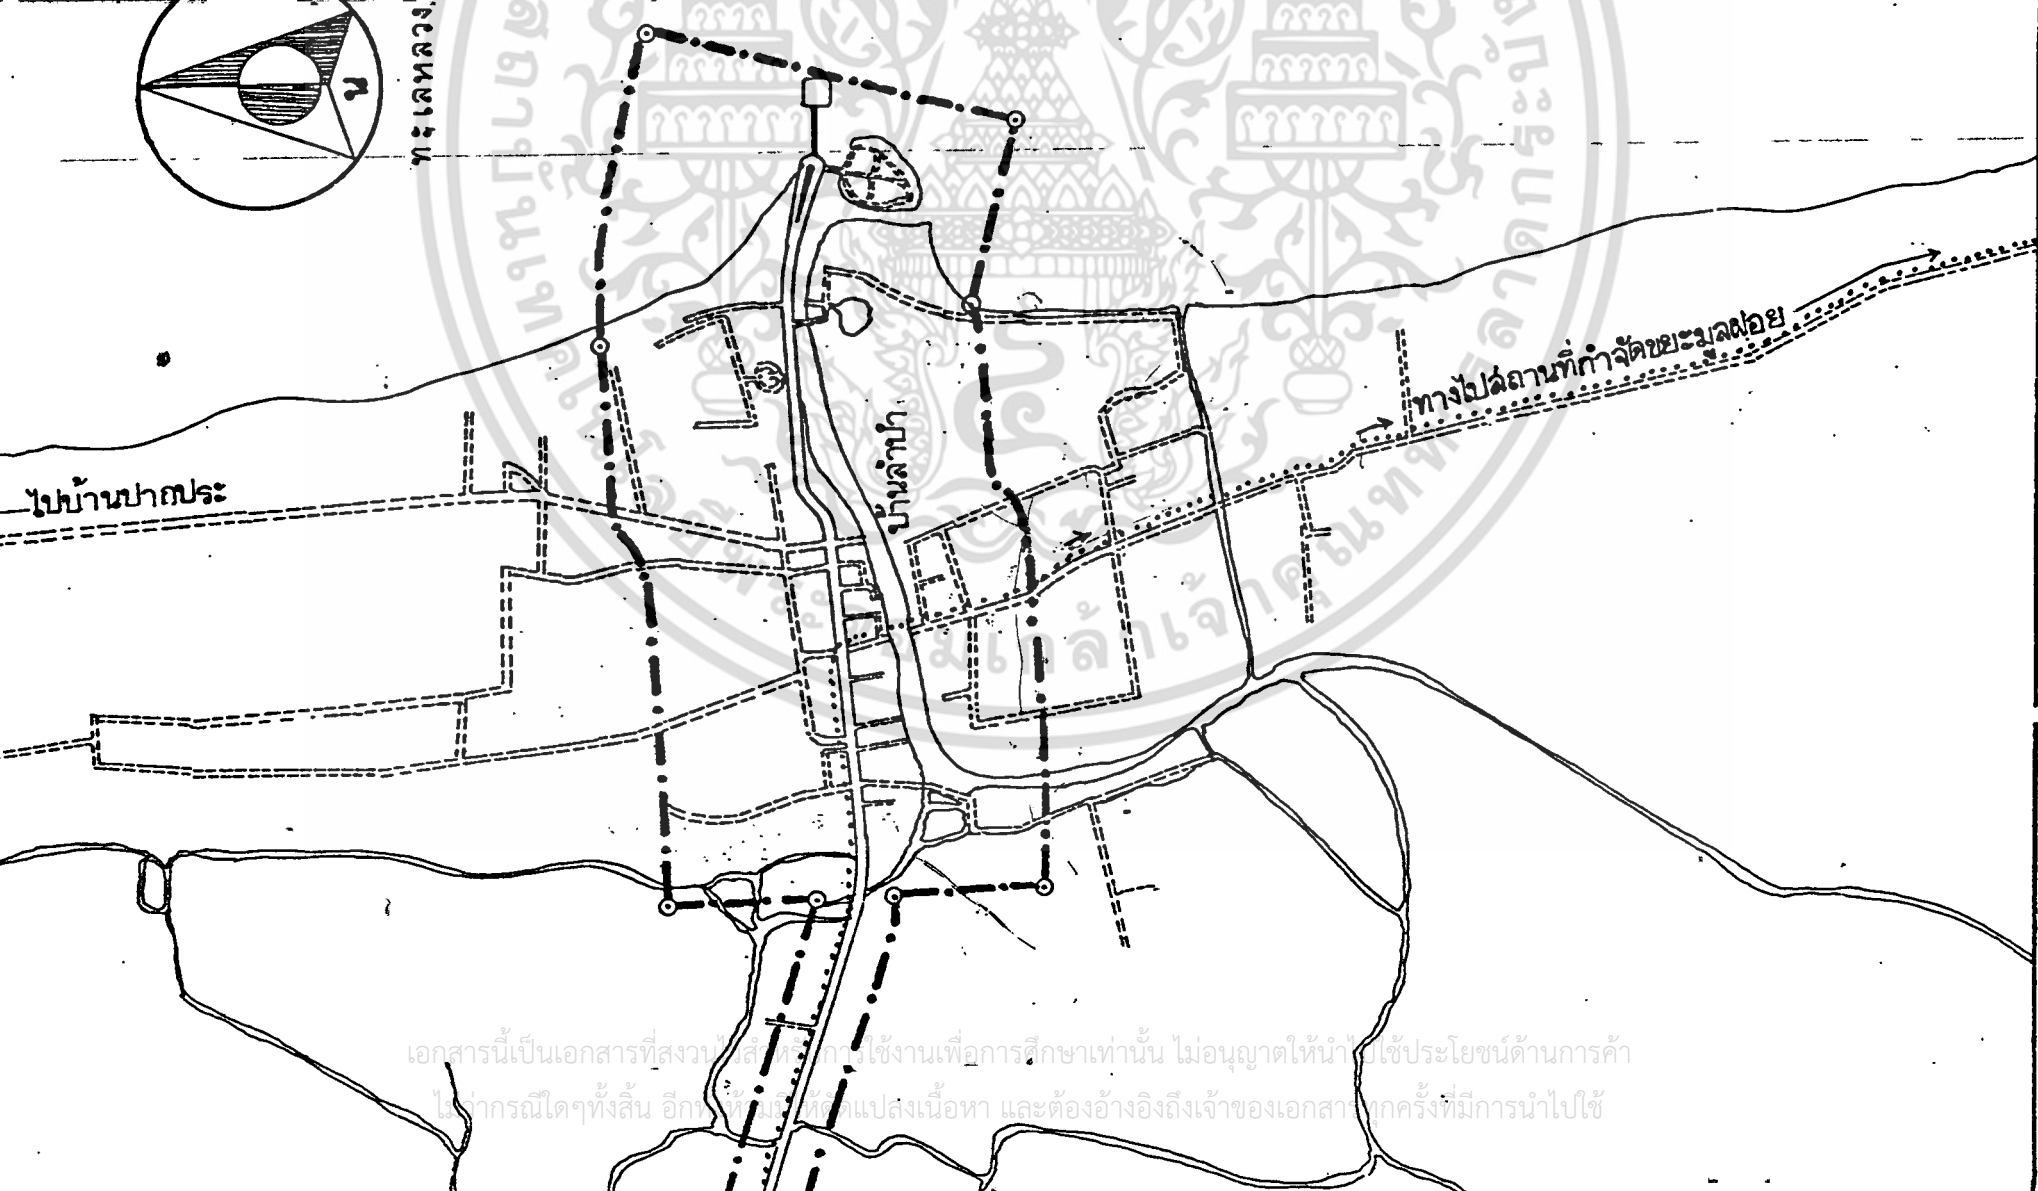 น
ทะเลหลวง
ทางไปสถานที่กำจัดขยะมูลฝอย
บ้านลำปำ
ไปบ้านปากประ
เอกสารนี้เป็นเอกสารที่สงวนไว้สำหรับการใช้งานเพื่อการศึกษาเท่านั้น ไม่อนุญาตให้นำไปใช้ประโยชน์ด้านการค้า
ไม่ว่ากรณีใดๆทั้งสิ้น อีกทั้งห้ามมิให้ดัดแปลงเนื้อหา และต้องอ้างอิงถึงเจ้าของเอกสารทุกครั้งที่มีการนำไปใช้